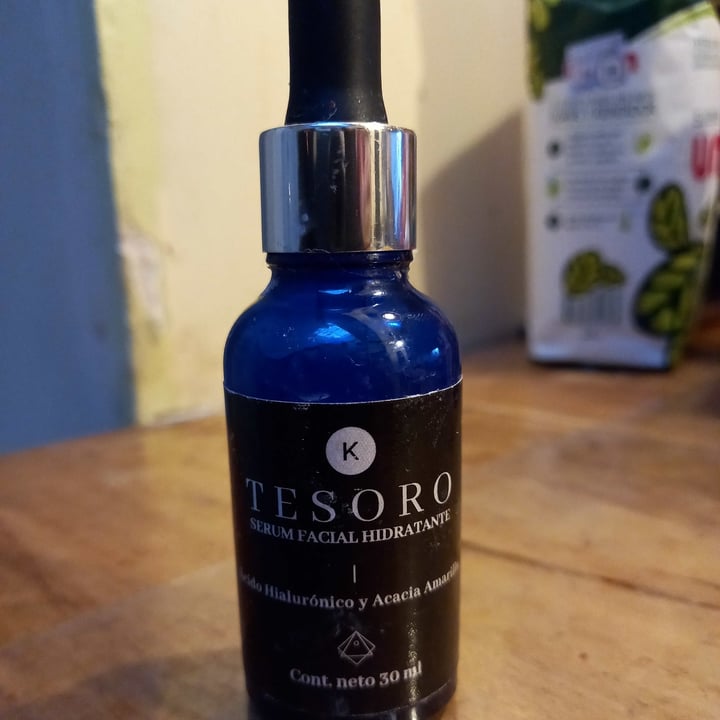 K
TESORO
SERUM FACIAL HIDRATANTE
Hialurónico y Acacia
Cont. neto 30 ml